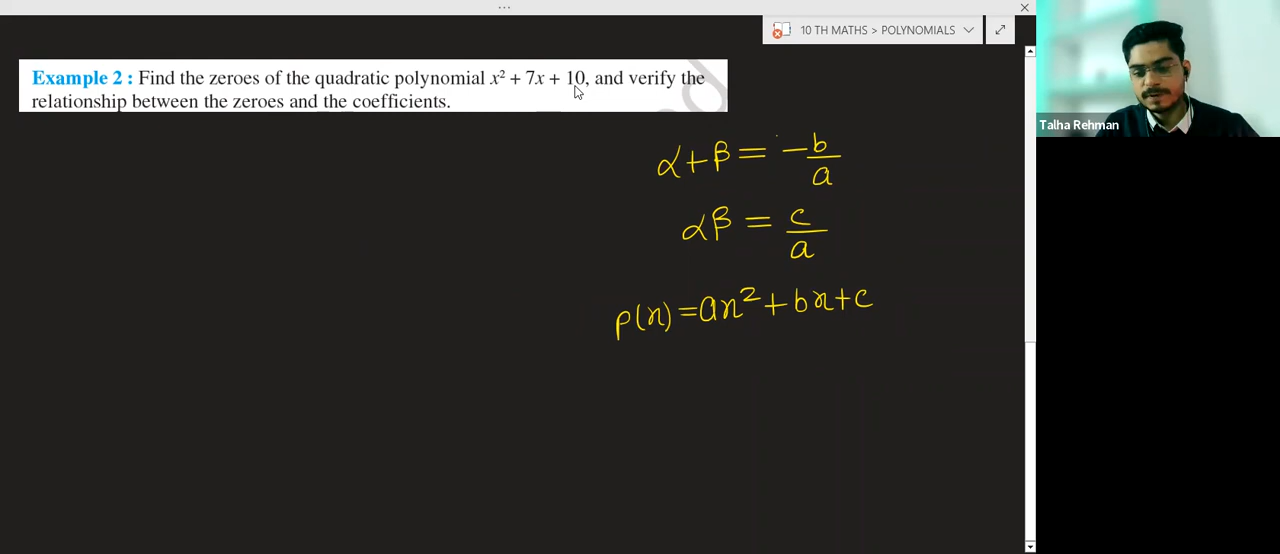 10 TH MATHS > POLYNOMIALS
Talha Rehman
Example 2 : Find the zeroes of the quadratic polynomial x² + 7x + 10, and verify the
relationship between the zeroes and the coefficients.
α+β = -b/a
αβ = c/a
p(x) = ax² + bx + c